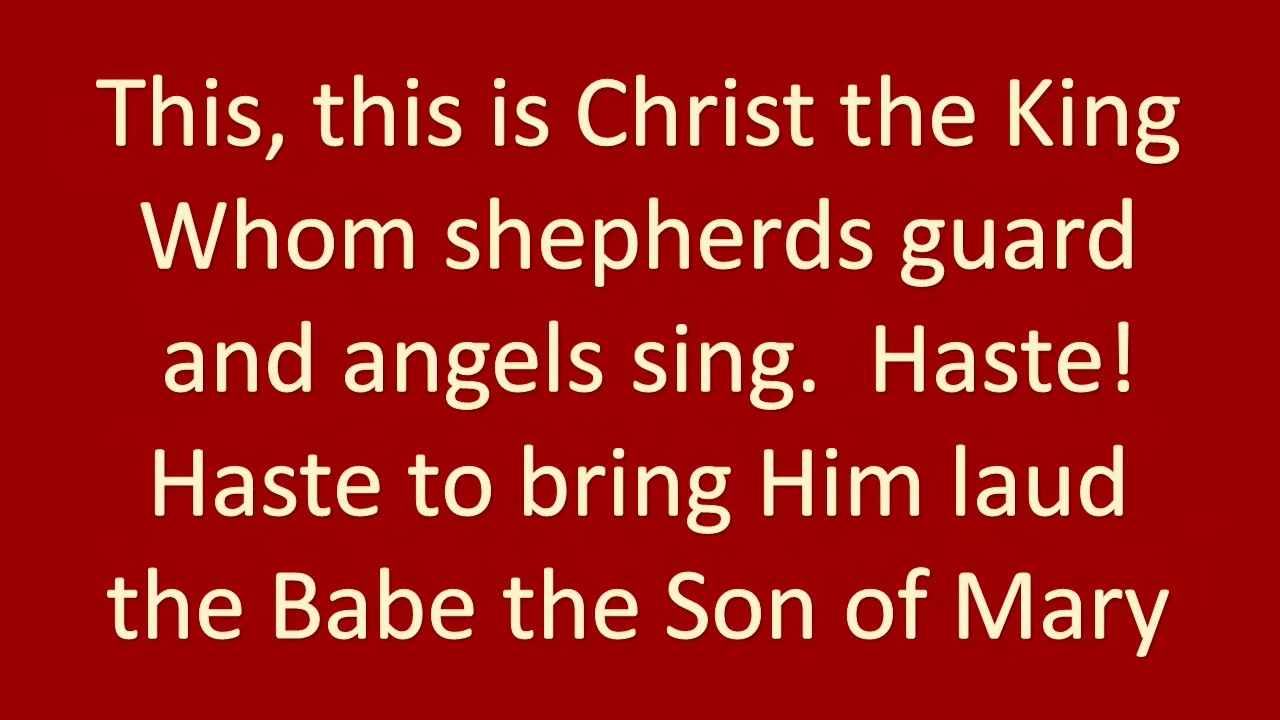 This, this is Christ the King
Whom shepherds guard
and angels sing.  Haste!
Haste to bring Him laud
the Babe the Son of Mary